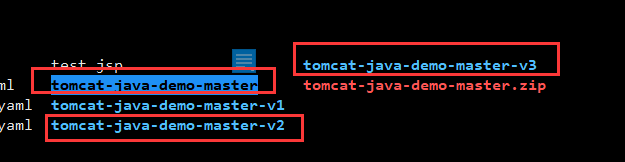 test.jsp
tomcat-java-demo-master-v3
ml tomcat-java-demo-master tomcat-java-demo-master.zip
yaml tomcat-java-demo-master-v1
yaml tomcat-java-demo-master-v2